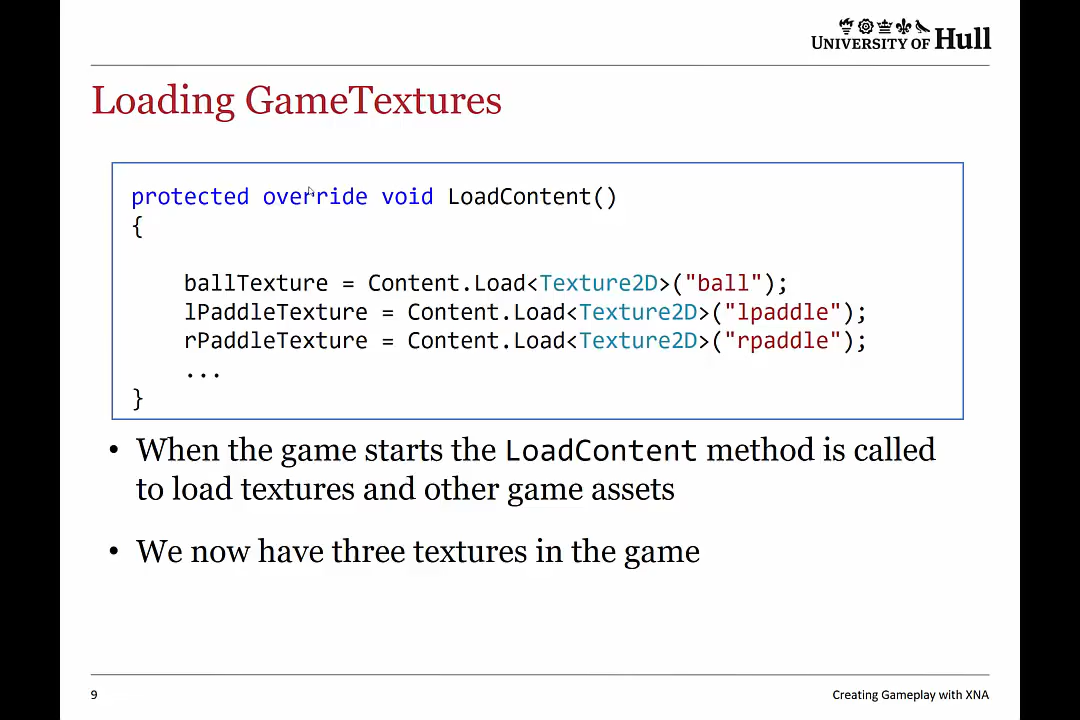 UNIVERSITY OF Hull
Loading GameTextures
protected override void LoadContent()
{
ballTexture = Content.Load<Texture2D>("ball");
lPaddleTexture = Content.Load<Texture2D>("lpaddle");
rPaddleTexture = Content.Load<Texture2D>("rpaddle");
...
}
• When the game starts the LoadContent method is called
to load textures and other game assets
• We now have three textures in the game
9
Creating Gameplay with XNA